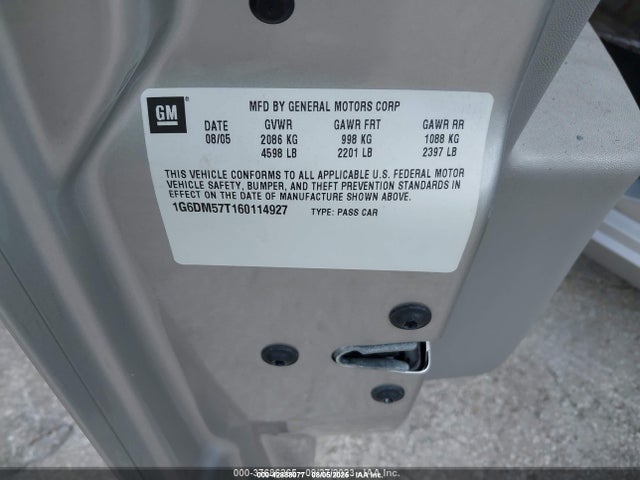 GM
MFD BY GENERAL MOTORS CORP
DATE GVWR GAWR FRT GAWR RR
08/05 2086 KG 998 KG 1088 KG
4598 LB 2201 LB 2397 LB
THIS VEHICLE CONFORMS TO ALL APPLICABLE U.S. FEDERAL MOTOR
VEHICLE SAFETY, BUMPER, AND THEFT PREVENTION STANDARDS IN
EFFECT ON THE DATE OF MANUFACTURE SHOWN ABOVE.
1G6DM57T160114927 TYPE: PASS CAR